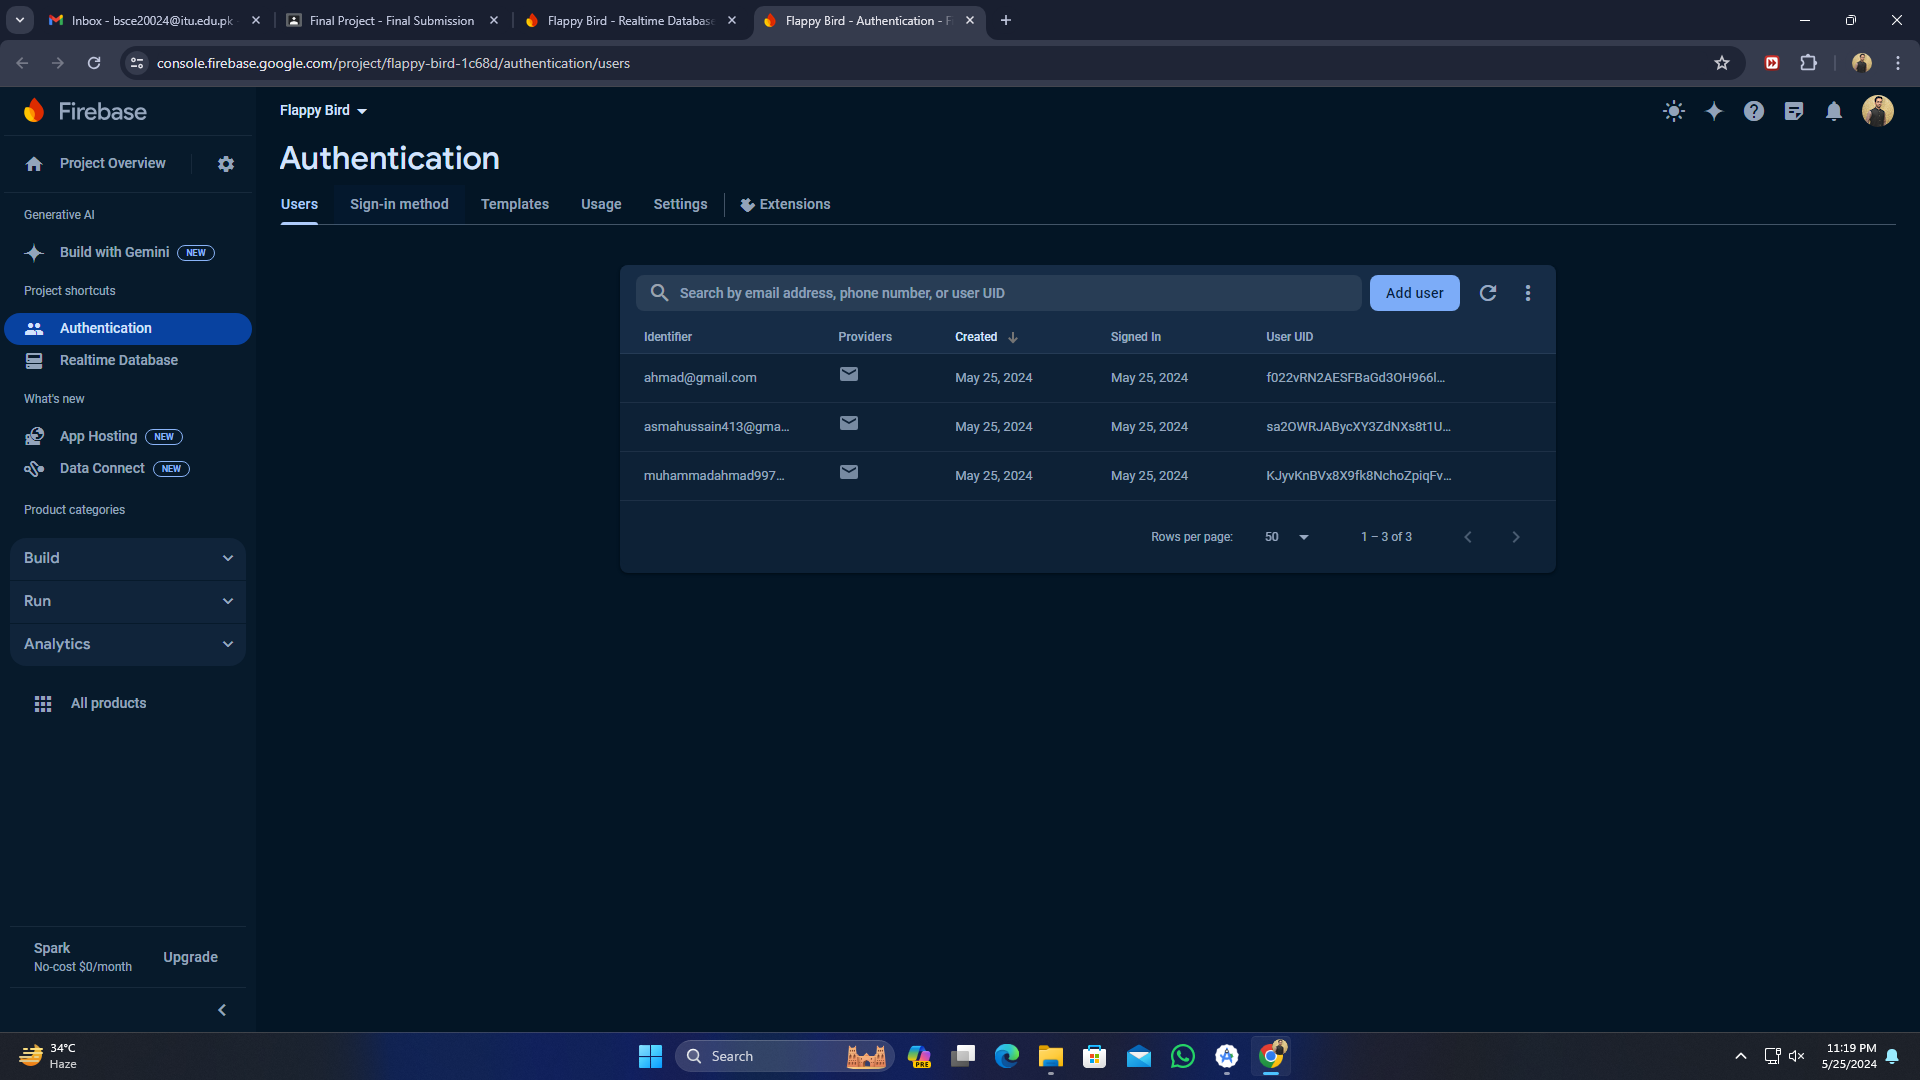 Inbox - bsce20024@itu.edu.pk
Final Project - Final Submission
Flappy Bird - Realtime Database
Flappy Bird - Authentication - F
console.firebase.google.com/project/flappy-bird-1c68d/authentication/users
Firebase
Flappy Bird
Project Overview
Authentication
Users
Sign-in method
Templates
Usage
Settings
Extensions
Generative AI
Build with Gemini NEW
Project shortcuts
Authentication
Realtime Database
What's new
App Hosting NEW
Data Connect NEW
Product categories
Build
Run
Analytics
All products
Spark
No-cost $0/month
Upgrade
Search by email address, phone number, or user UID
Add user
Identifier Providers Created Signed In User UID
ahmad@gmail.com May 25, 2024 May 25, 2024 f022vRN2AESFBaGd3OH966l...
asmahussain413@gma... May 25, 2024 May 25, 2024 sa2OWRJABycXY3ZdNXs8t1U...
muhammadahmad997... May 25, 2024 May 25, 2024 KJyvKnBVx8X9fk8NchoZpiqFv...
Rows per page: 50 1 – 3 of 3
34°C
Haze
Search
PRE
11:19 PM
5/25/2024